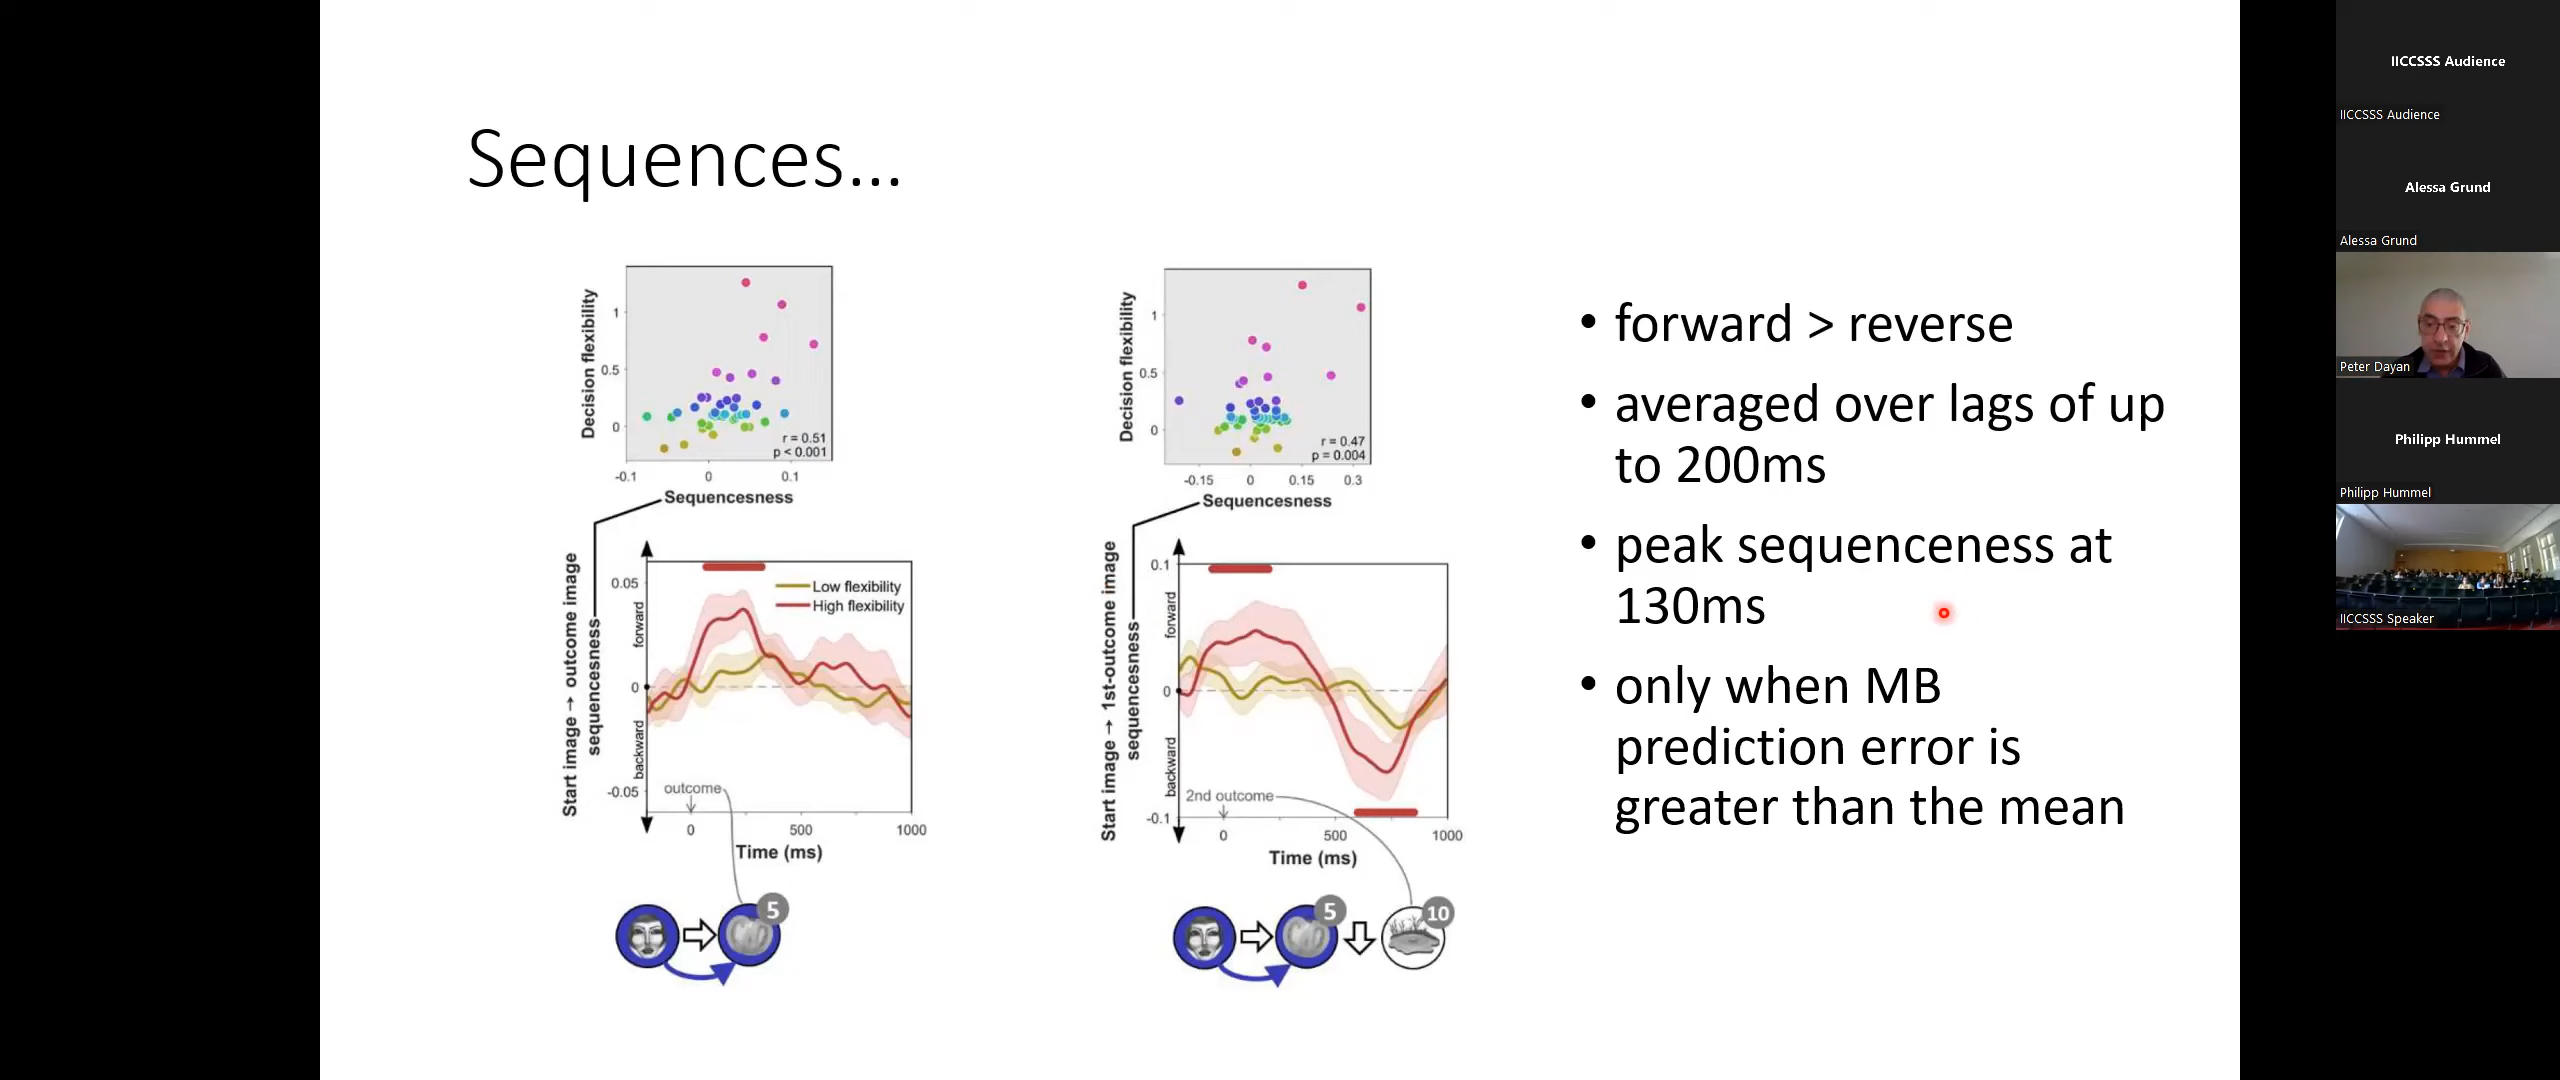 Sequences...
Decision flexibility
1
0.5
0
r = 0.51
p < 0.001
-0.1
0
0.1
Sequencesness
Start image → outcome image
sequencesness
forward
backward
0.05
0
-0.05
Low flexibility
High flexibility
outcome
0
500
1000
Time (ms)
5
Decision flexibility
1
0.5
0
r = 0.47
p = 0.004
-0.15
0
0.15
0.3
Sequencesness
Start image → 1st-outcome image
sequencesness
forward
backward
0.1
0
-0.1
2nd outcome
0
500
1000
Time (ms)
5
10
• forward > reverse
• averaged over lags of up
to 200ms
• peak sequenceness at
130ms
• only when MB
prediction error is
greater than the mean
IICCSSS Audience
IICCSSS Audience
Alessa Grund
Alessa Grund
Peter Dayan
Philipp Hummel
Philipp Hummel
IICCSSS Speaker